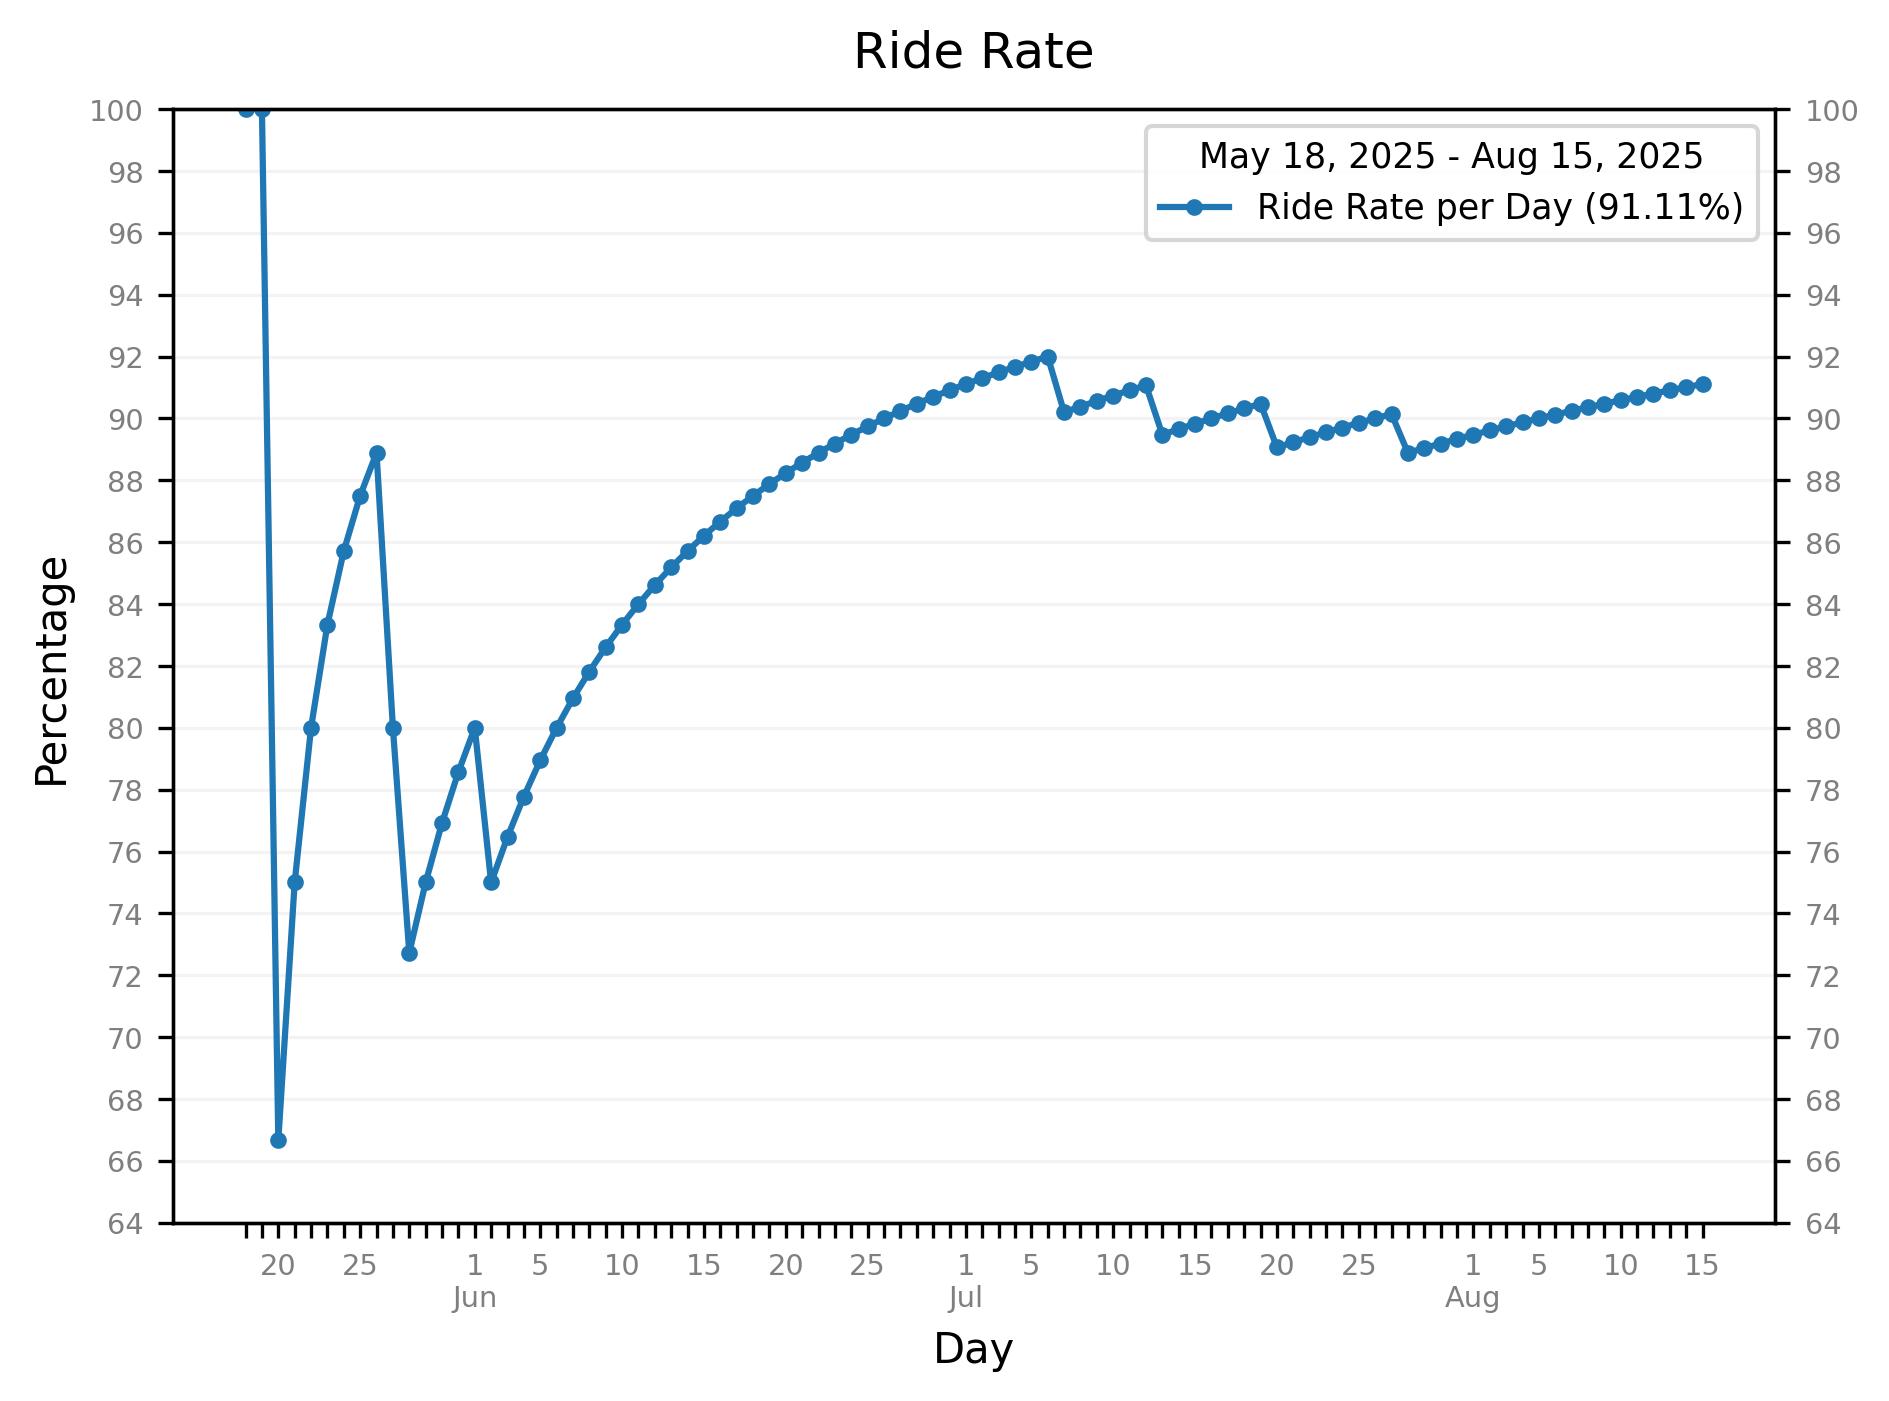 Ride Rate
100 100
98 98
96 96
94 94
92 92
90 90
88 88
86 86
84 84
82 82
80 80
78 78
76 76
74 74
72 72
70 70
68 68
66 66
64 64
May 18, 2025 - Aug 15, 2025
Ride Rate per Day (91.11%)
Percentage
20 25 1 5 10 15 20 25 1 5 10 15 20 25 1 5 10 15
Jun Jul Aug
Day